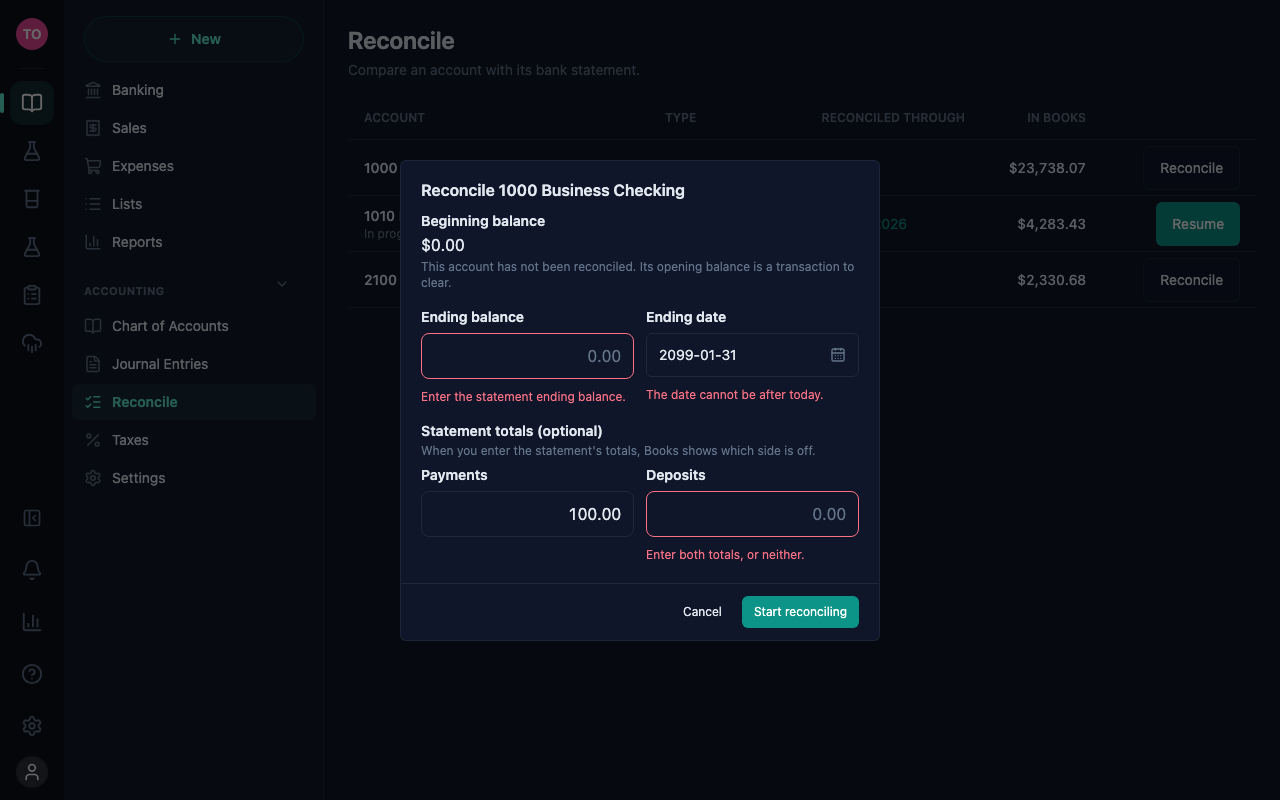 TO
New
Banking
Sales
Expenses
Lists
Reports
ACCOUNTING
Chart of Accounts
Journal Entries
Reconcile
Taxes
Settings
Reconcile
Compare an account with its bank statement.
ACCOUNT TYPE RECONCILED THROUGH IN BOOKS
1000 $23,738.07 Reconcile
1010 026 $4,283.43 Resume
In prog
2100 $2,330.68 Reconcile
Reconcile 1000 Business Checking
Beginning balance
$0.00
This account has not been reconciled. Its opening balance is a transaction to
clear.
Ending balance Ending date
0.00 2099-01-31
Enter the statement ending balance. The date cannot be after today.
Statement totals (optional)
When you enter the statement's totals, Books shows which side is off.
Payments Deposits
100.00 0.00
Enter both totals, or neither.
Cancel Start reconciling